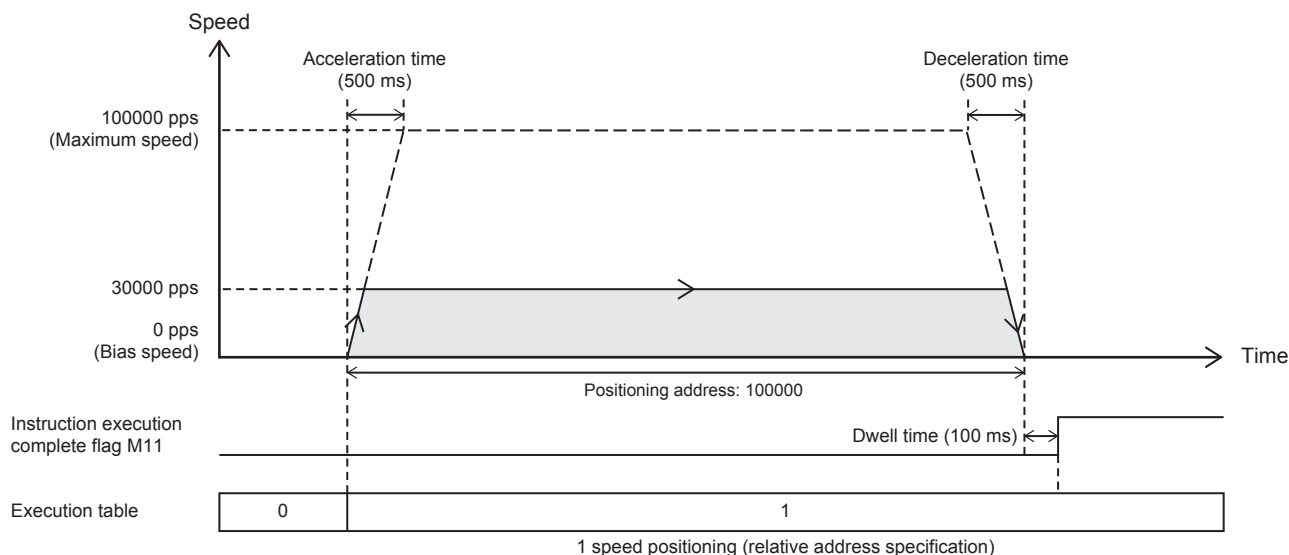 Speed
Acceleration time
(500 ms)
Deceleration time
(500 ms)
100000 pps
(Maximum speed)
30000 pps
0 pps
(Bias speed)
Time
Positioning address: 100000
Instruction execution
complete flag M11
Dwell time (100 ms)
Execution table
0
1
1 speed positioning (relative address specification)